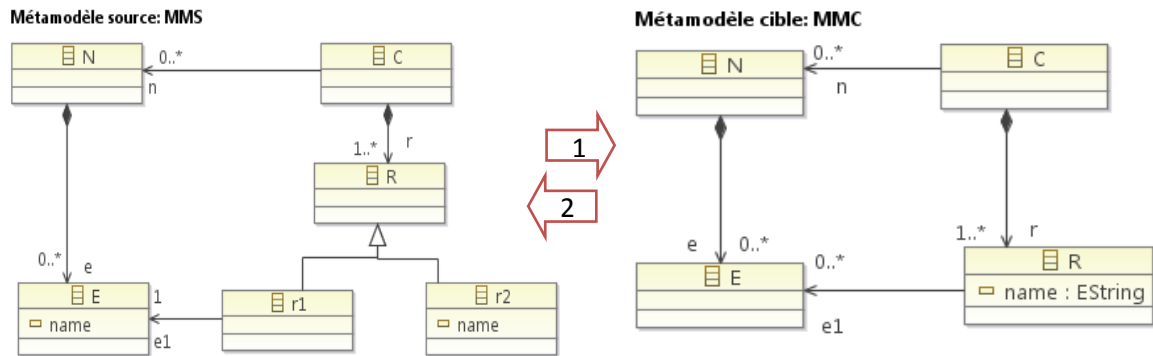 Métamodèle source: MMS
N
C
0..*
n
1..*
r
R
0..*
e
E
name
1
e1
r1
r2
name
1
2
Métamodèle cible: MMC
N
C
0..*
n
e
0..*
1..*
r
E
0..*
e1
R
name : EString